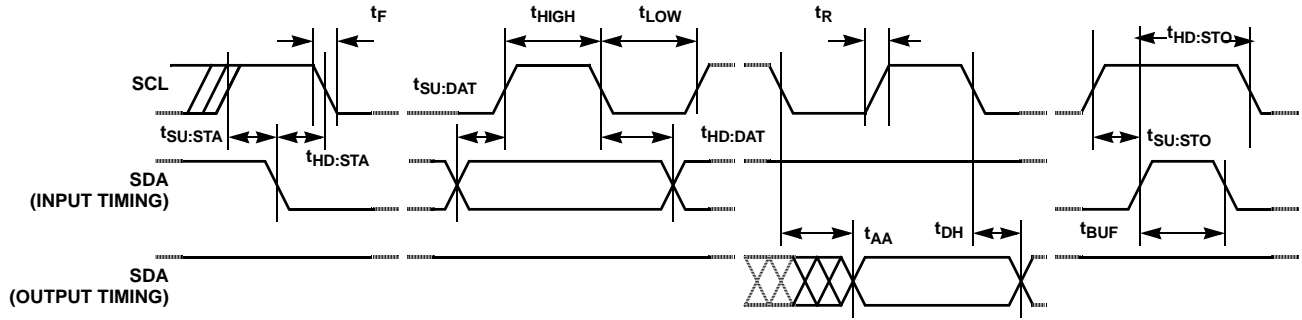 tF
tHIGH
tLOW
tR
tHD:STO
SCL
tSU:DAT
tSU:STA
tHD:STA
tHD:DAT
tSU:STO
SDA
(INPUT TIMING)
tAA
tDH
tBUF
SDA
(OUTPUT TIMING)